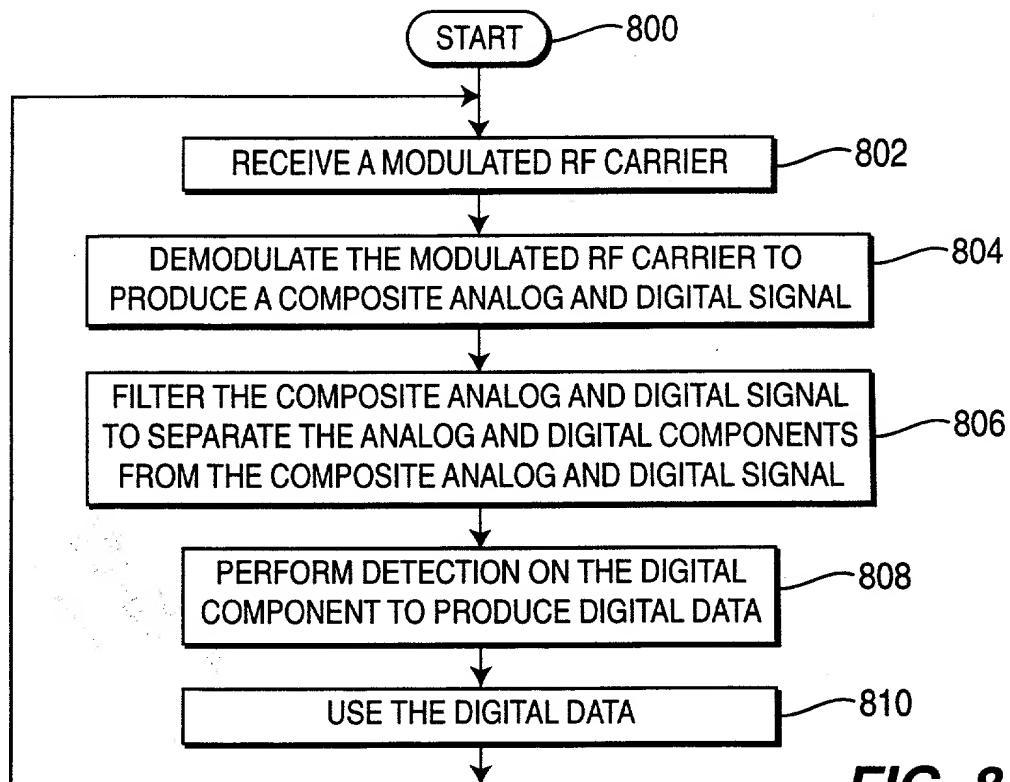 START
800
RECEIVE A MODULATED RF CARRIER
802
DEMODULATE THE MODULATED RF CARRIER TO
PRODUCE A COMPOSITE ANALOG AND DIGITAL SIGNAL
804
FILTER THE COMPOSITE ANALOG AND DIGITAL SIGNAL
TO SEPARATE THE ANALOG AND DIGITAL COMPONENTS
FROM THE COMPOSITE ANALOG AND DIGITAL SIGNAL
806
PERFORM DETECTION ON THE DIGITAL
COMPONENT TO PRODUCE DIGITAL DATA
808
USE THE DIGITAL DATA
810
FIG. 8